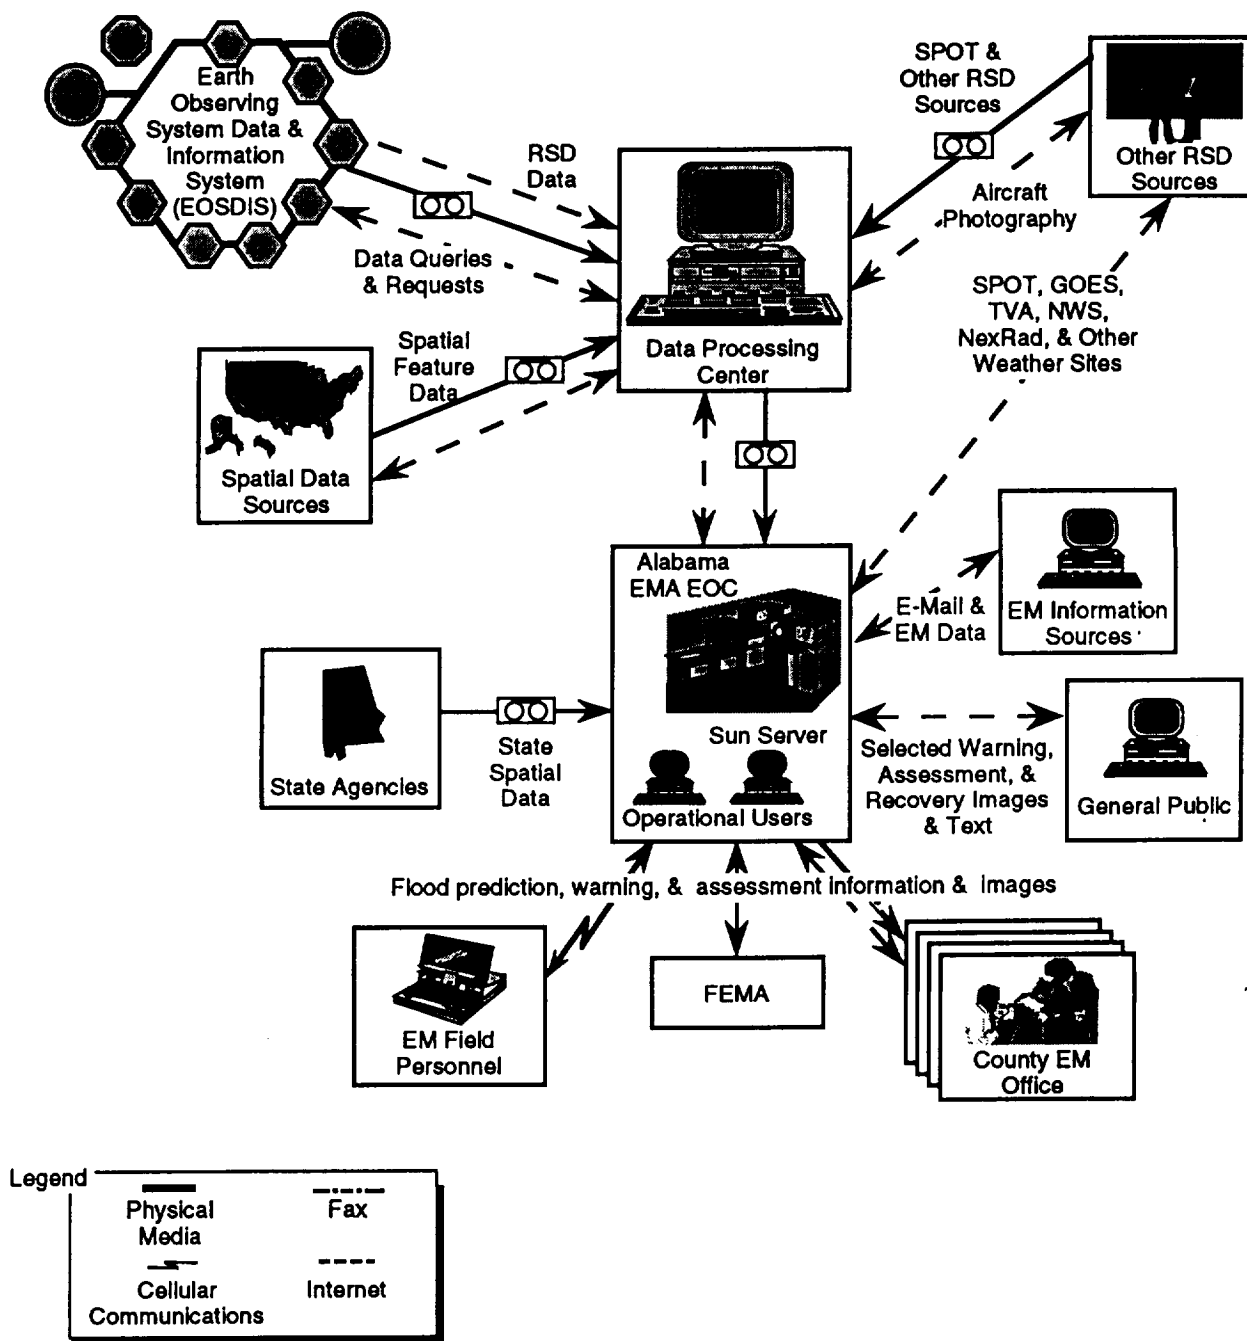 Earth
Observing
System Data &
Information
System
(EOSDIS)
RSD
Data
Data Queries
& Requests
SPOT &
Other RSD
Sources
Other RSD
Sources
Aircraft
Photography
SPOT, GOES,
TVA, NWS,
NexRad, & Other
Weather Sites
Data Processing
Center
Spatial
Feature
Data
Spatial Data
Sources
Alabama
EMA EOC
Sun Server
Operational Users
E-Mail &
EM Data
EM Information
Sources
State Agencies
State
Spatial
Data
Selected Warning,
Assessment, &
Recovery Images
& Text
General Public
Flood prediction, warning, & assessment information & images
EM Field
Personnel
FEMA
County EM
Office
Legend
Physical
Media
Fax
Cellular
Communications
Internet